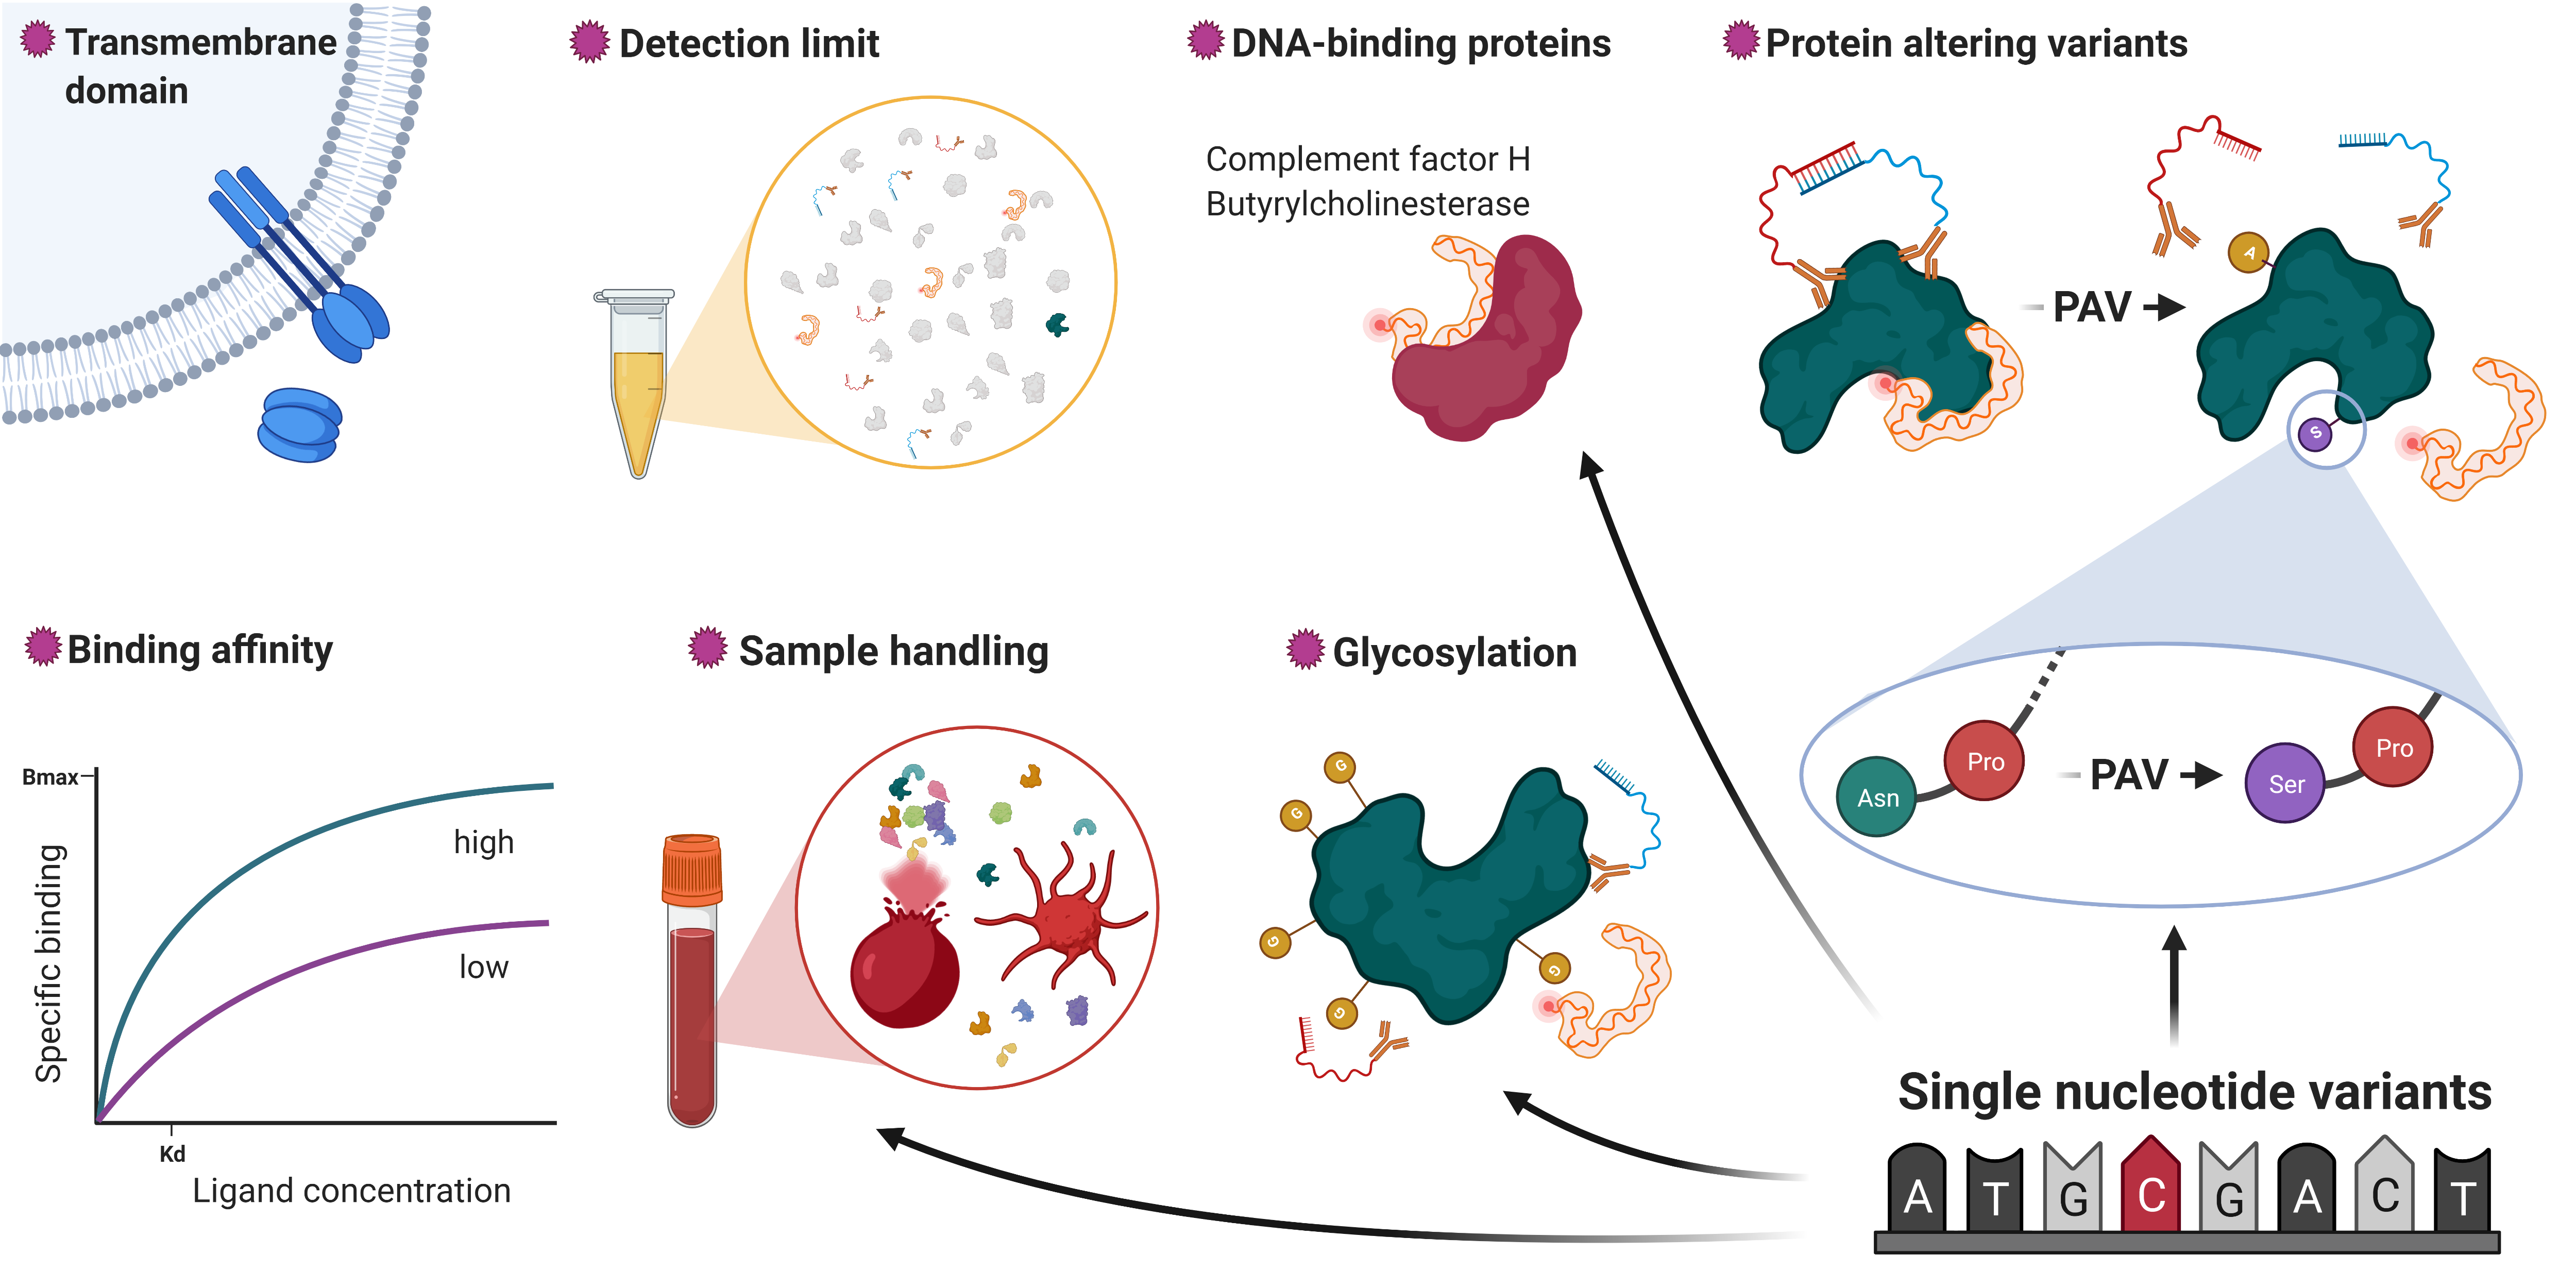 Transmembrane
domain
Detection limit
DNA-binding proteins
Complement factor H
Butyrylcholinesterase
Protein altering variants
PAV
A
S
Binding affinity
Bmax
high
low
Specific binding
Kd
Ligand concentration
Sample handling
Glycosylation
G
G
G
G
G
Asn
Pro
PAV
Ser
Pro
Single nucleotide variants
A T G C G A C T